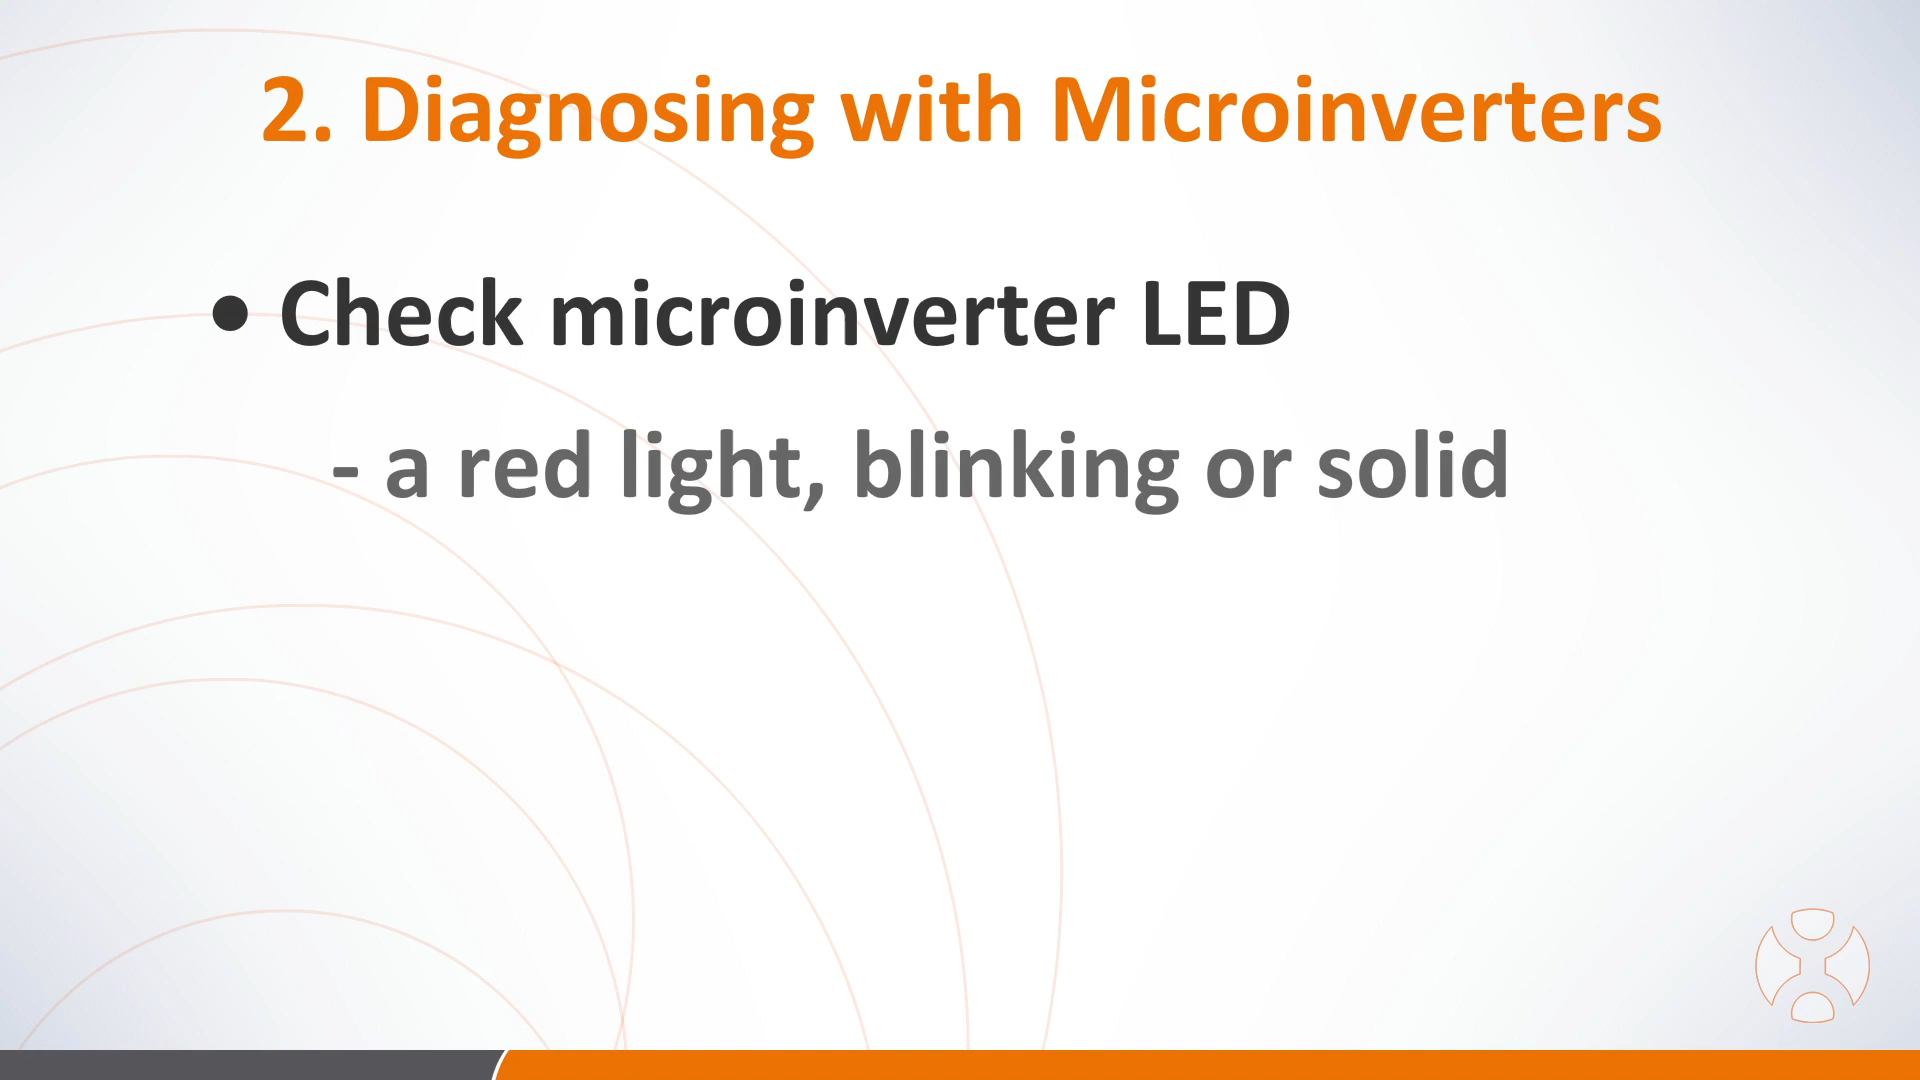 2. Diagnosing with Microinverters
• Check microinverter LED
- a red light, blinking or solid